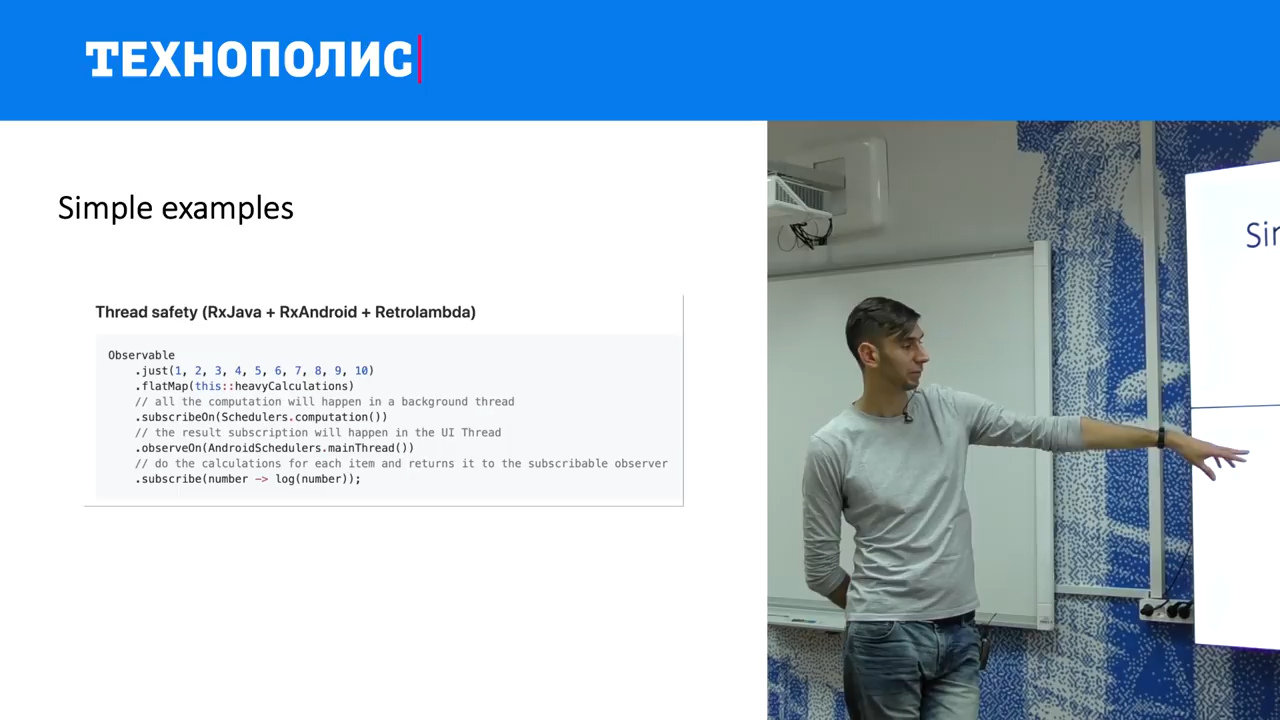 ТЕХНОПОЛИС
Simple examples
Thread safety (RxJava + RxAndroid + Retrolambda)
Observable
.just(1, 2, 3, 4, 5, 6, 7, 8, 9, 10)
.flatMap(this::heavyCalculations)
// all the computation will happen in a background thread
.subscribeOn(Schedulers.computation())
// the result subscription will happen in the UI Thread
.observeOn(AndroidSchedulers.mainThread())
// do the calculations for each item and returns it to the subscribable observer
.subscribe(number -> log(number));
Sir